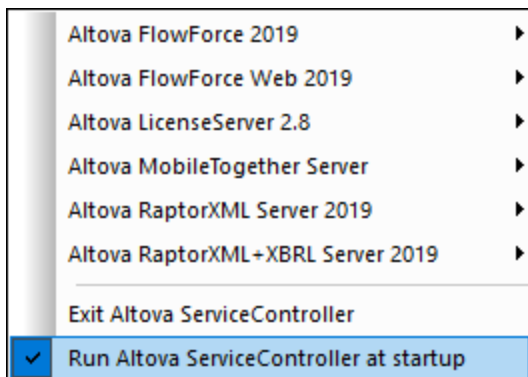 Altova FlowForce 2019
Altova FlowForce Web 2019
Altova LicenseServer 2.8
Altova MobileTogether Server
Altova RaptorXML Server 2019
Altova RaptorXML+XBRL Server 2019
Exit Altova ServiceController
Run Altova ServiceController at startup